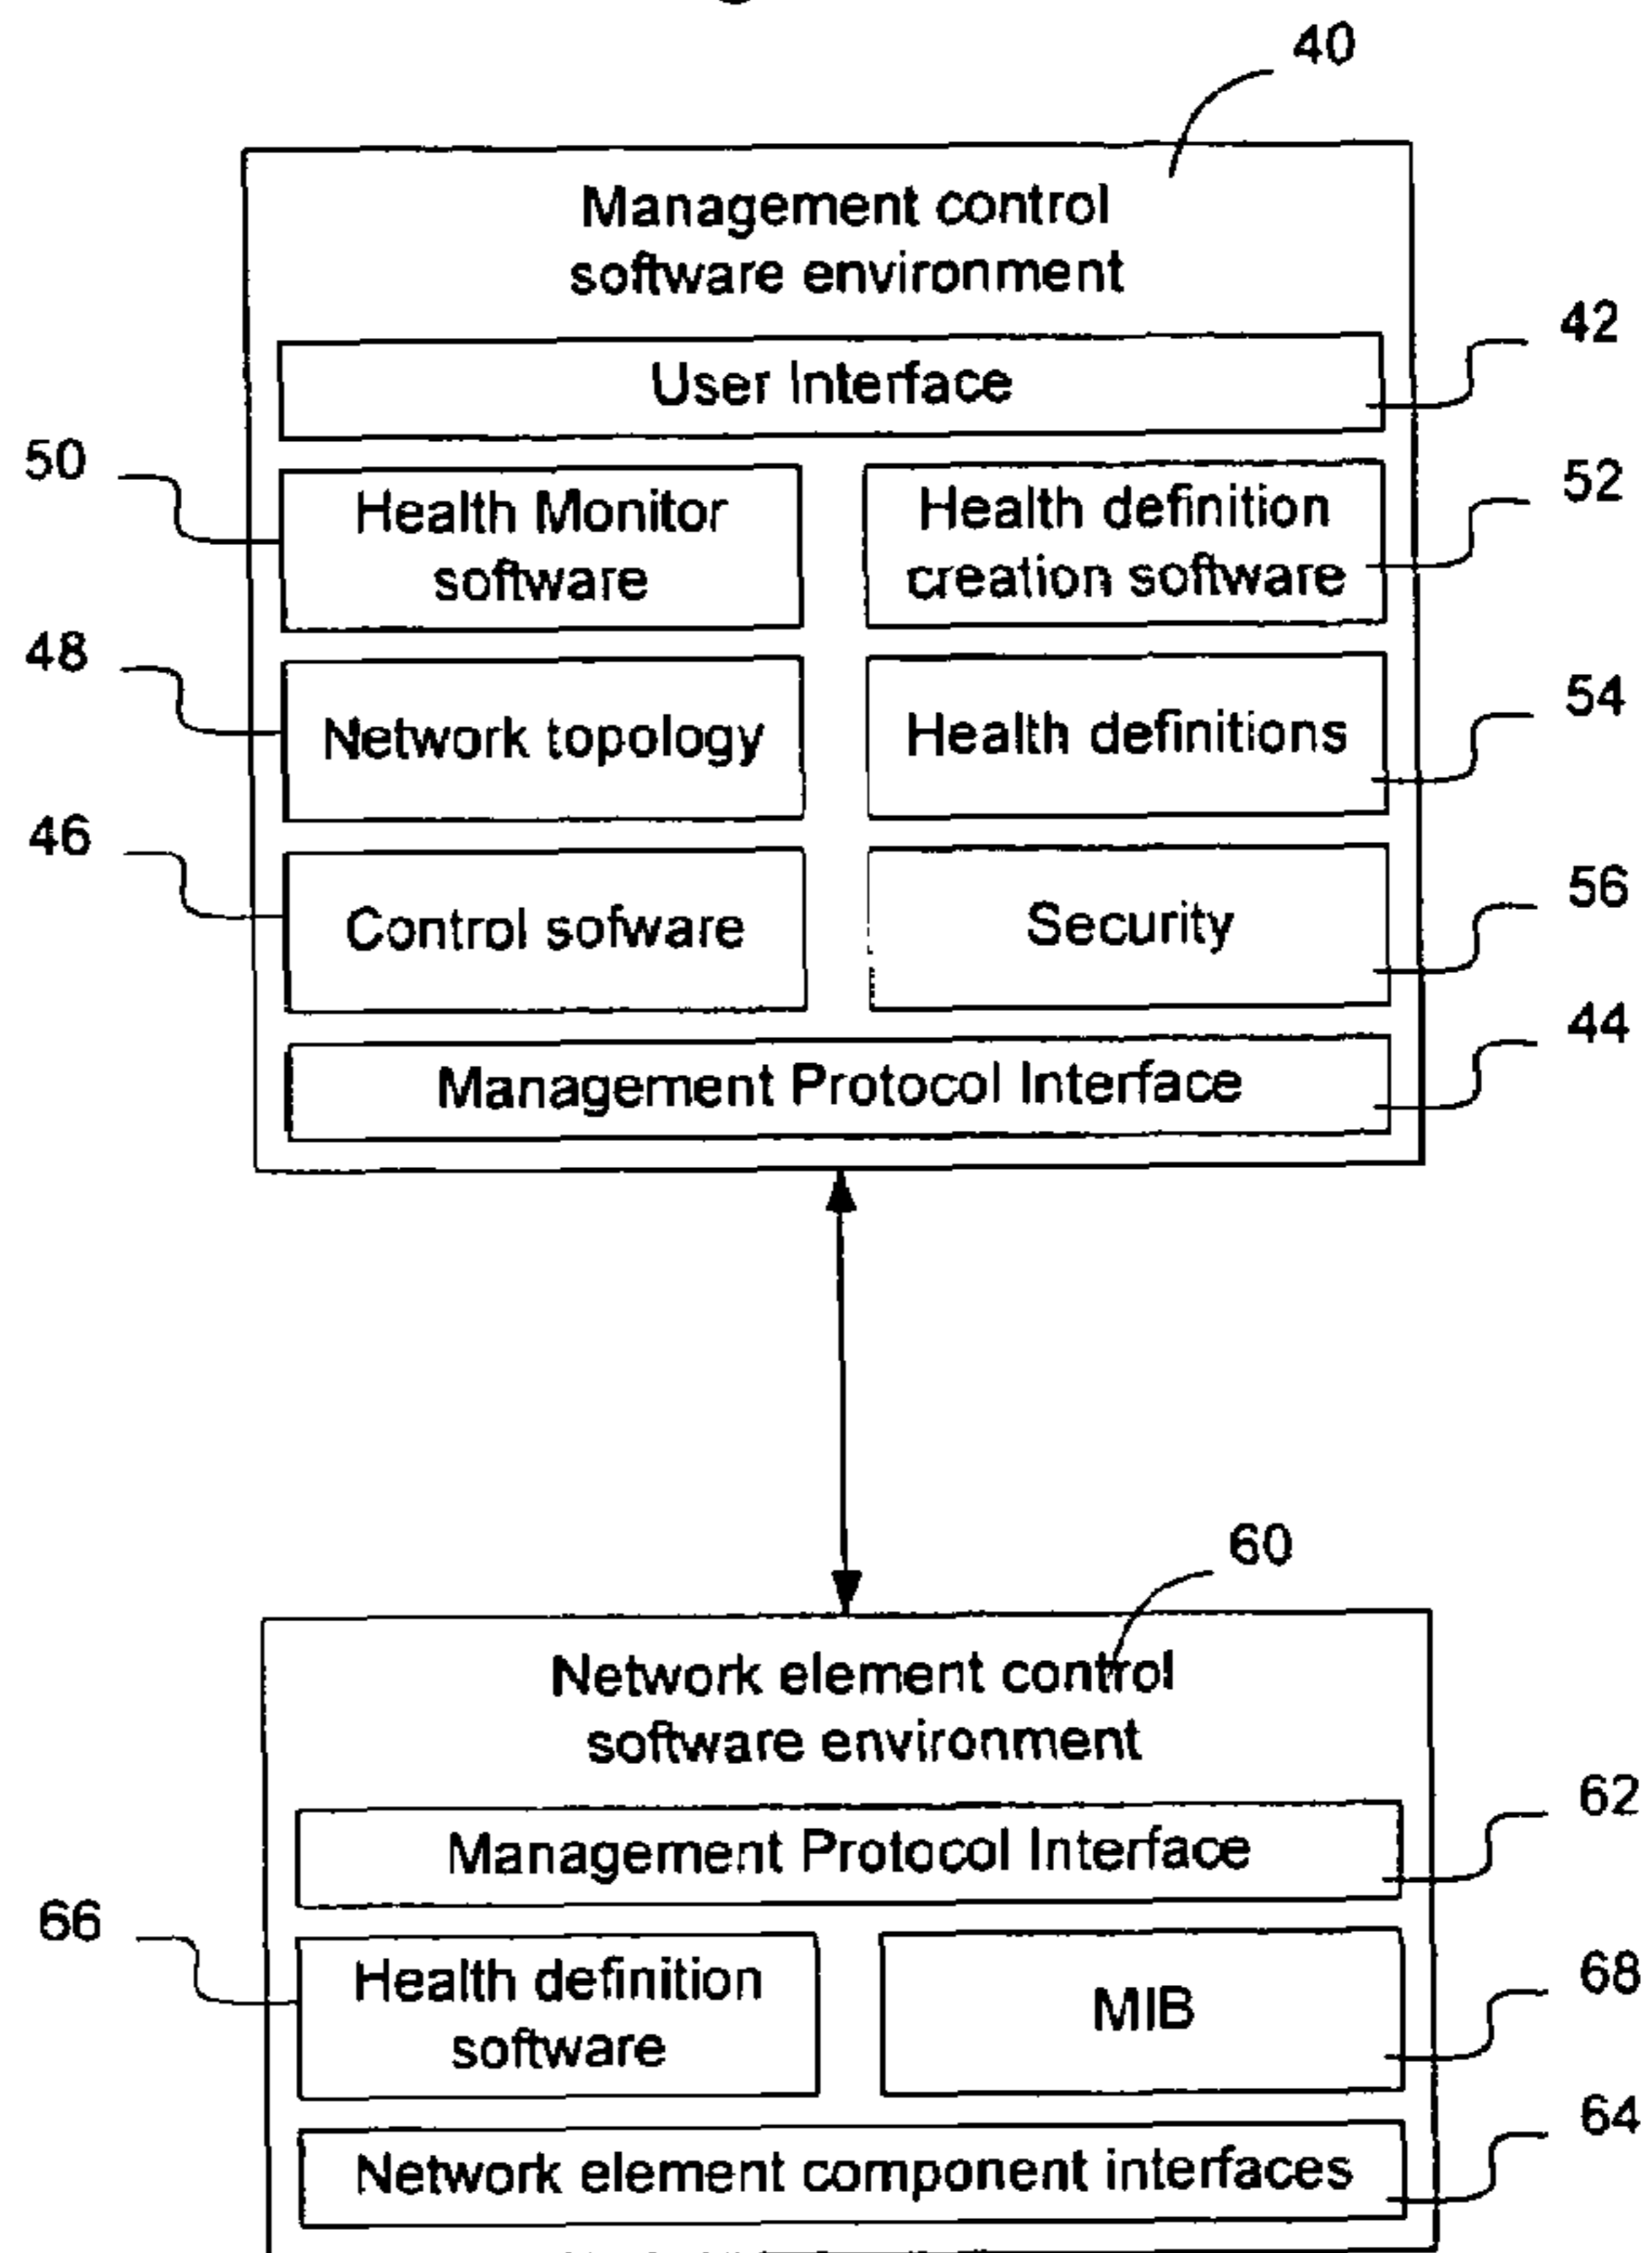 40
Management control
software environment
User Interface
42
50
Health Monitor
software
Health definition
creation software
52
48
Network topology
Health definitions
54
46
Control sofware
Security
56
Management Protocol Interface
44
60
Network element control
software environment
Management Protocol Interface
62
66
Health definition
software
MIB
68
Network element component interfaces
64